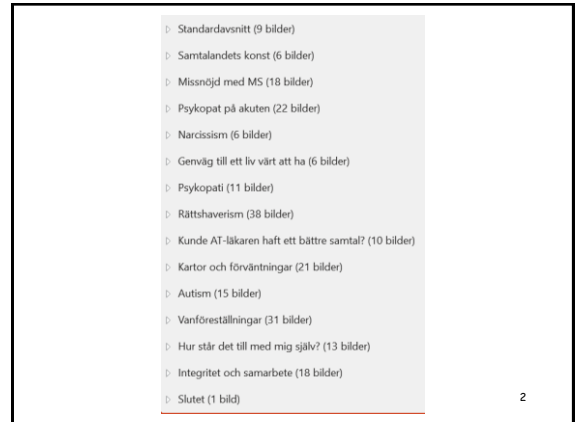 Standardavsnitt (9 bilder)
Samtalandets konst (6 bilder)
Missnöjd med MS (18 bilder)
Psykopat på akuten (22 bilder)
Narcissism (6 bilder)
Genväg till ett liv värt att ha (6 bilder)
Psykopati (11 bilder)
Rättshaverism (38 bilder)
Kunde AT-läkaren haft ett bättre samtal? (10 bilder)
Kartor och förväntningar (21 bilder)
Autism (15 bilder)
Vanföreställningar (31 bilder)
Hur står det till med mig själv? (13 bilder)
Integritet och samarbete (18 bilder)
Slutet (1 bild)
2